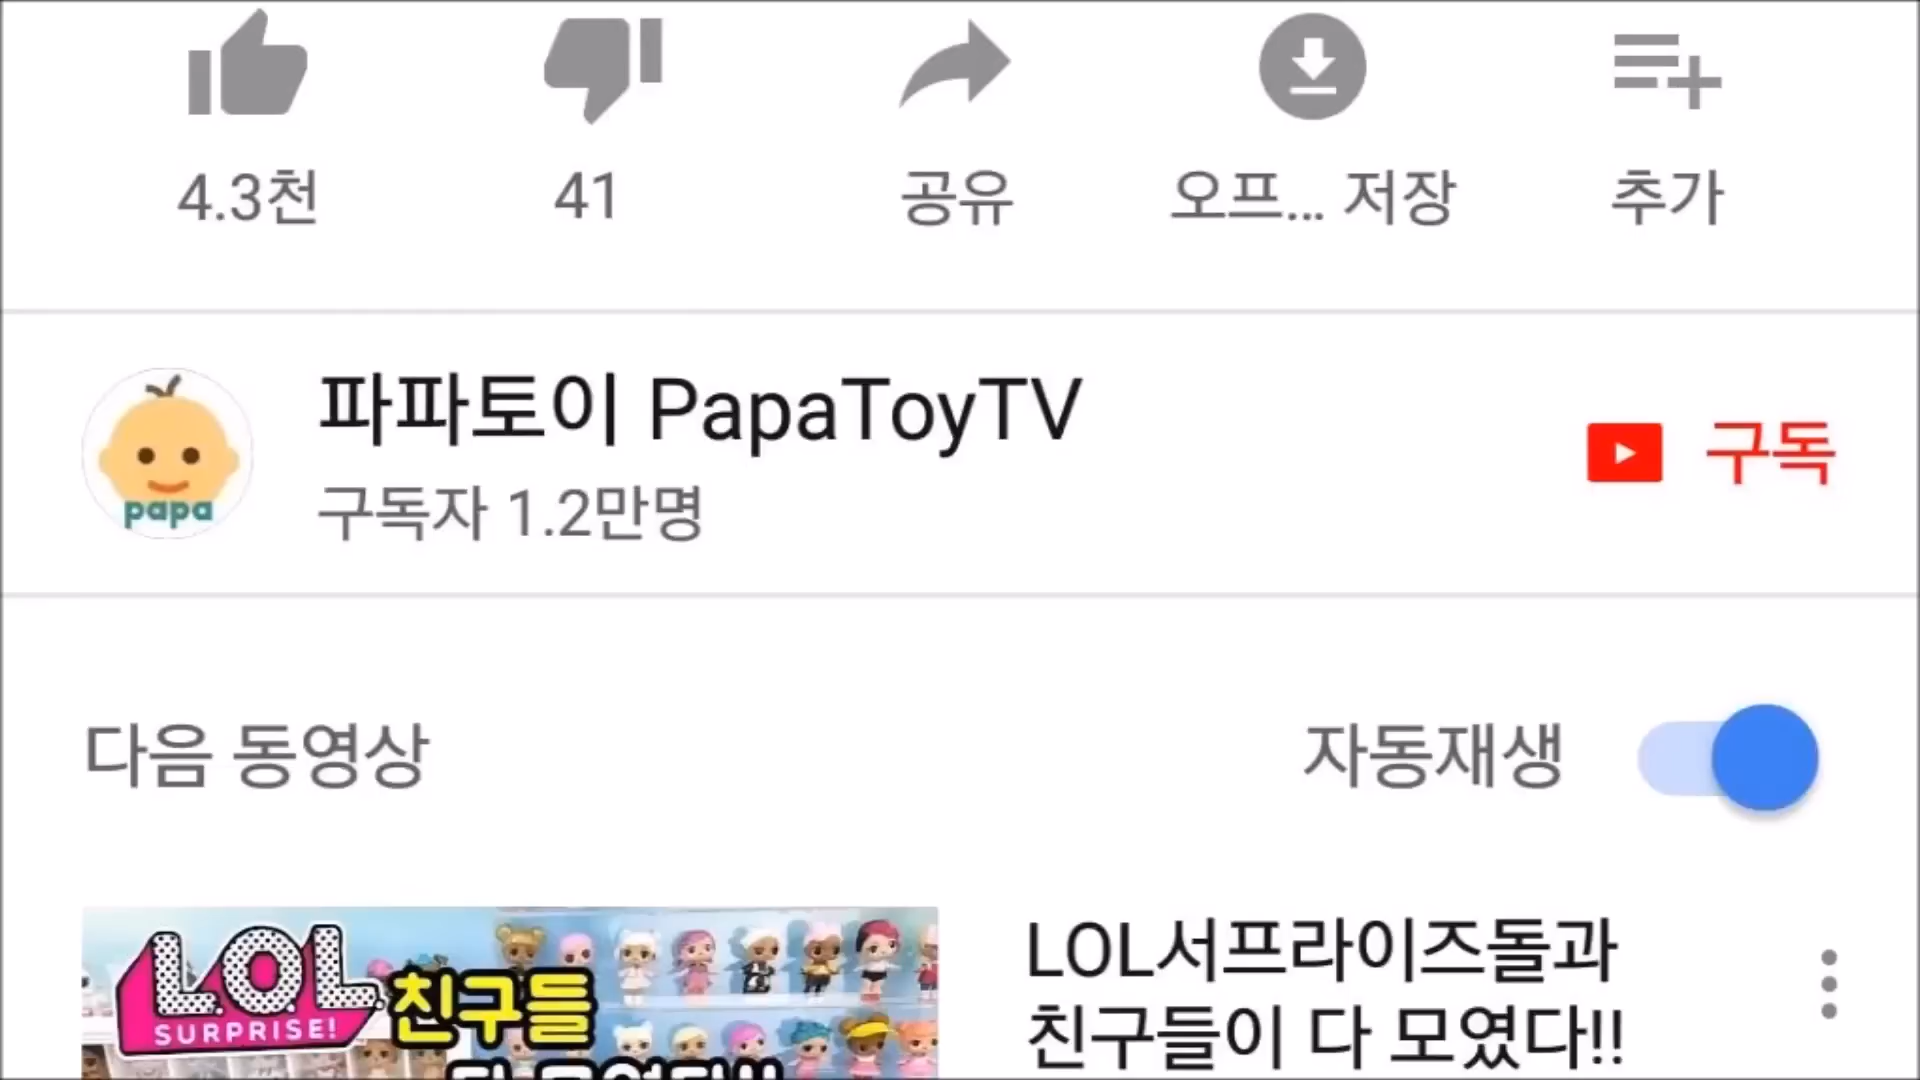 4.3천
41
공유
오프... 저장
추가
파파토이 PapaToyTV
구독자 1.2만명
papa
구독
다음 동영상
자동재생
L.O.L.
SURPRISE!
친구들
LOL서프라이즈돌과
친구들이 다 모였다!!